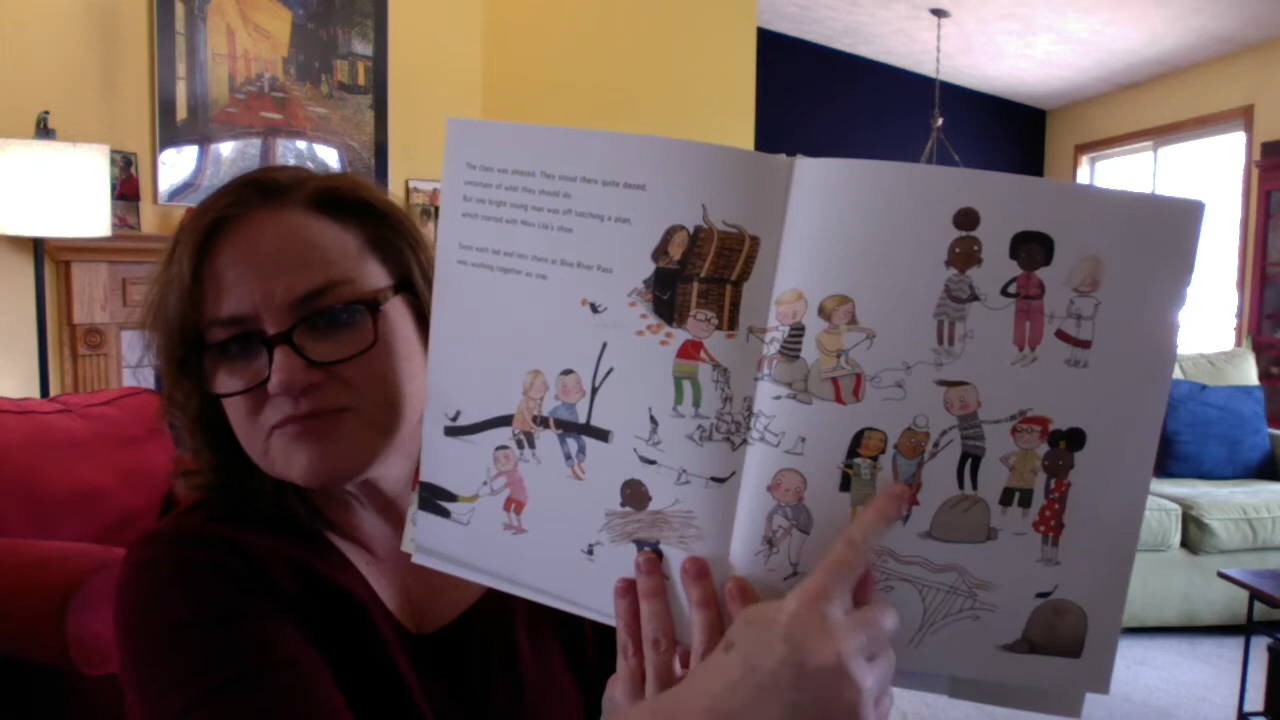 The class was amazed. They stood there quite dazed,
uncertain of what they should do.
But one bright young man was off hatching a plan,
which started with Miss Lila's shoe.
Soon each lad and lass there at Blue River Pass
was working together as one.